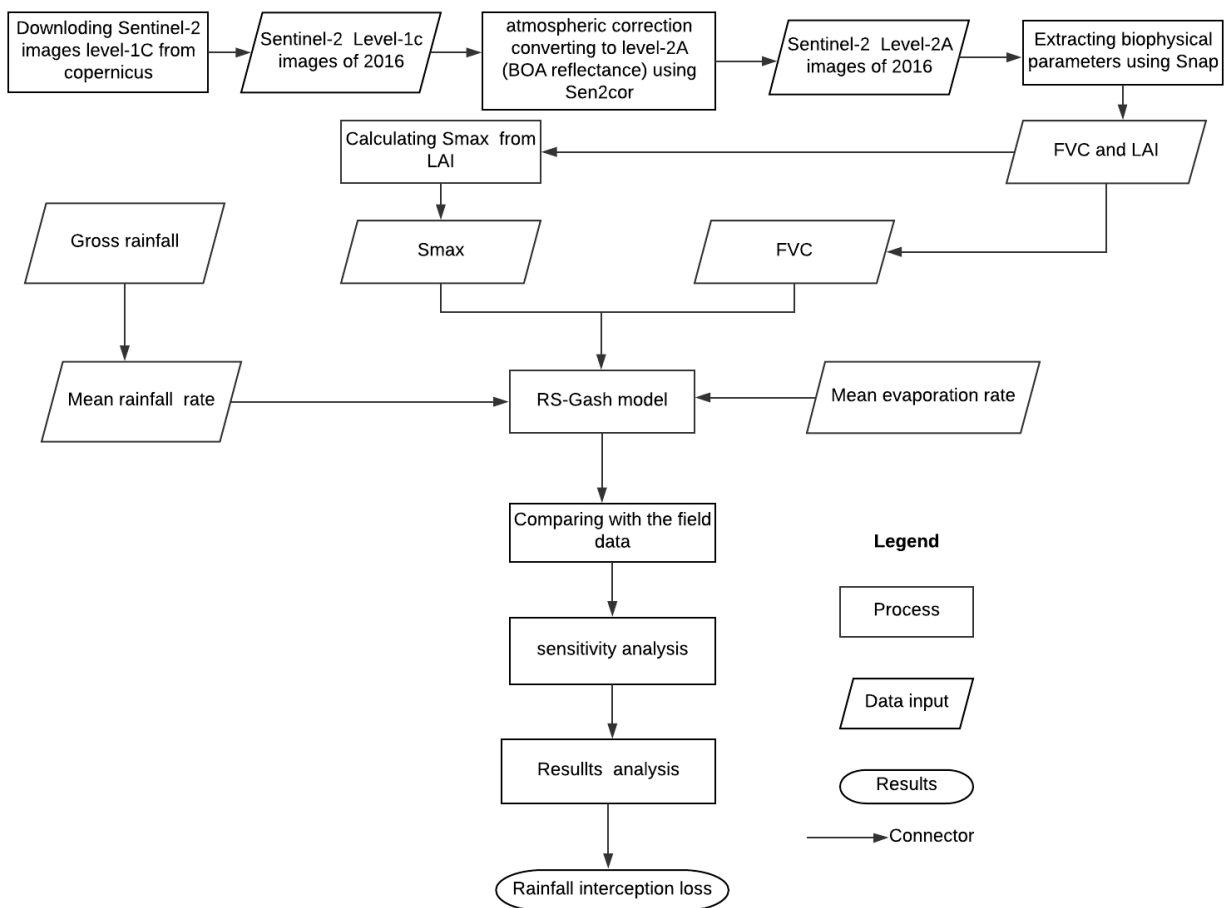 Downloding Sentinel-2
images level-1C from
copernicus
Sentinel-2 Level-1c
images of 2016
atmospheric correction
converting to level-2A
(BOA reflectance) using
Sen2cor
Sentinel-2 Level-2A
images of 2016
Extracting biophysical
parameters using Snap
Calculating Smax from
LAI
FVC and LAI
Gross rainfall
Smax
FVC
Mean rainfall rate
RS-Gash model
Mean evaporation rate
Comparing with the field
data
sensitivity analysis
Resullts analysis
Rainfall interception loss
Legend
Process
Data input
Results
Connector